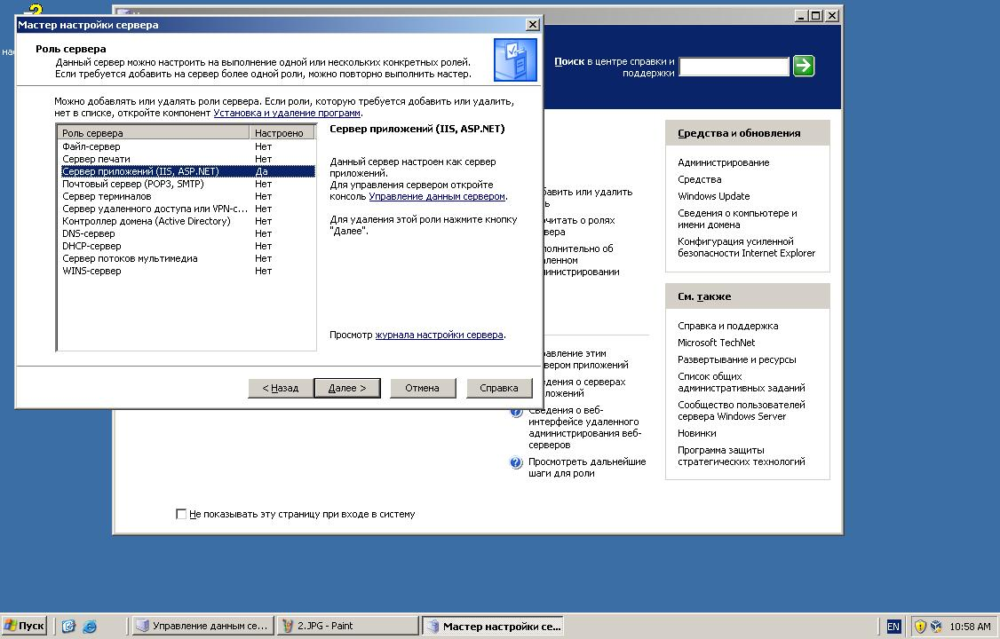 нас
Мастер настройки сервера
Роль сервера
Данный сервер можно настроить на выполнение одной или нескольких конкретных ролей.
Если требуется добавить на сервер более одной роли, можно повторно выполнить мастер.
Можно добавлять или удалять роли сервера. Если роли, которую требуется добавить или удалить,
нет в списке, откройте компонент Установка и удаление программ.
Роль сервера Настроено
Файл-сервер Нет
Сервер печати Нет
Сервер приложений (IIS, ASP.NET) Да
Почтовый сервер (POP3, SMTP) Нет
Сервер терминалов Нет
Сервер удаленного доступа или VPN-с... Нет
Контроллер домена (Active Directory) Нет
DNS-сервер Нет
DHCP-сервер Нет
Сервер потоков мультимедиа Нет
WINS-сервер Нет
Сервер приложений (IIS, ASP.NET)
Данный сервер настроен как сервер
приложений.
Для управления сервером откройте
консоль Управление данным сервером.
Для удаления этой роли нажмите кнопку
"Далее".
Просмотр журнала настройки сервера.
< Назад
Далее >
Отмена
Справка
Поиск в центре справки и
поддержки
бавить или удалить
ь
очитать о ролях
вера
полнительно об
аленном
инистрировании
равление этим
вером приложений
едения о серверах
ложений
Сведения о веб-
интерфейсе удаленного
администрирования веб-
серверов
Просмотреть дальнейшие
шаги для роли
Средства и обновления
Администрирование
Средства
Windows Update
Сведения о компьютере и
имени домена
Конфигурация усиленной
безопасности Internet Explorer
См. также
Справка и поддержка
Microsoft TechNet
Развертывание и ресурсы
Список общих
административных заданий
Сообщество пользователей
сервера Windows Server
Новинки
Программа защиты
стратегических технологий
Не показывать эту страницу при входе в систему
Пуск
Управление данным се...
2.JPG - Paint
Мастер настройки се...
EN
10:58 AM